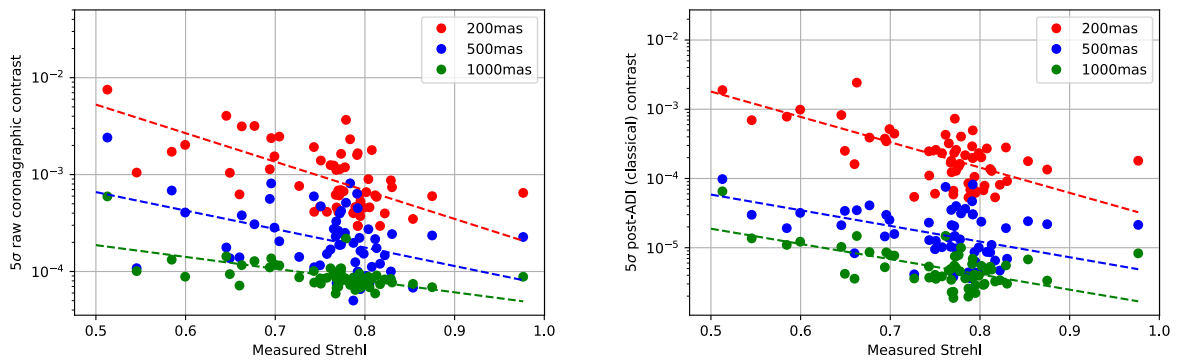 5σ raw coronagraphic contrast
10⁻²
10⁻³
10⁻⁴
200mas
500mas
1000mas
0.5 0.6 0.7 0.8 0.9 1.0
Measured Strehl
5σ post-ADI (classical) contrast
10⁻²
10⁻³
10⁻⁴
10⁻⁵
200mas
500mas
1000mas
0.5 0.6 0.7 0.8 0.9 1.0
Measured Strehl